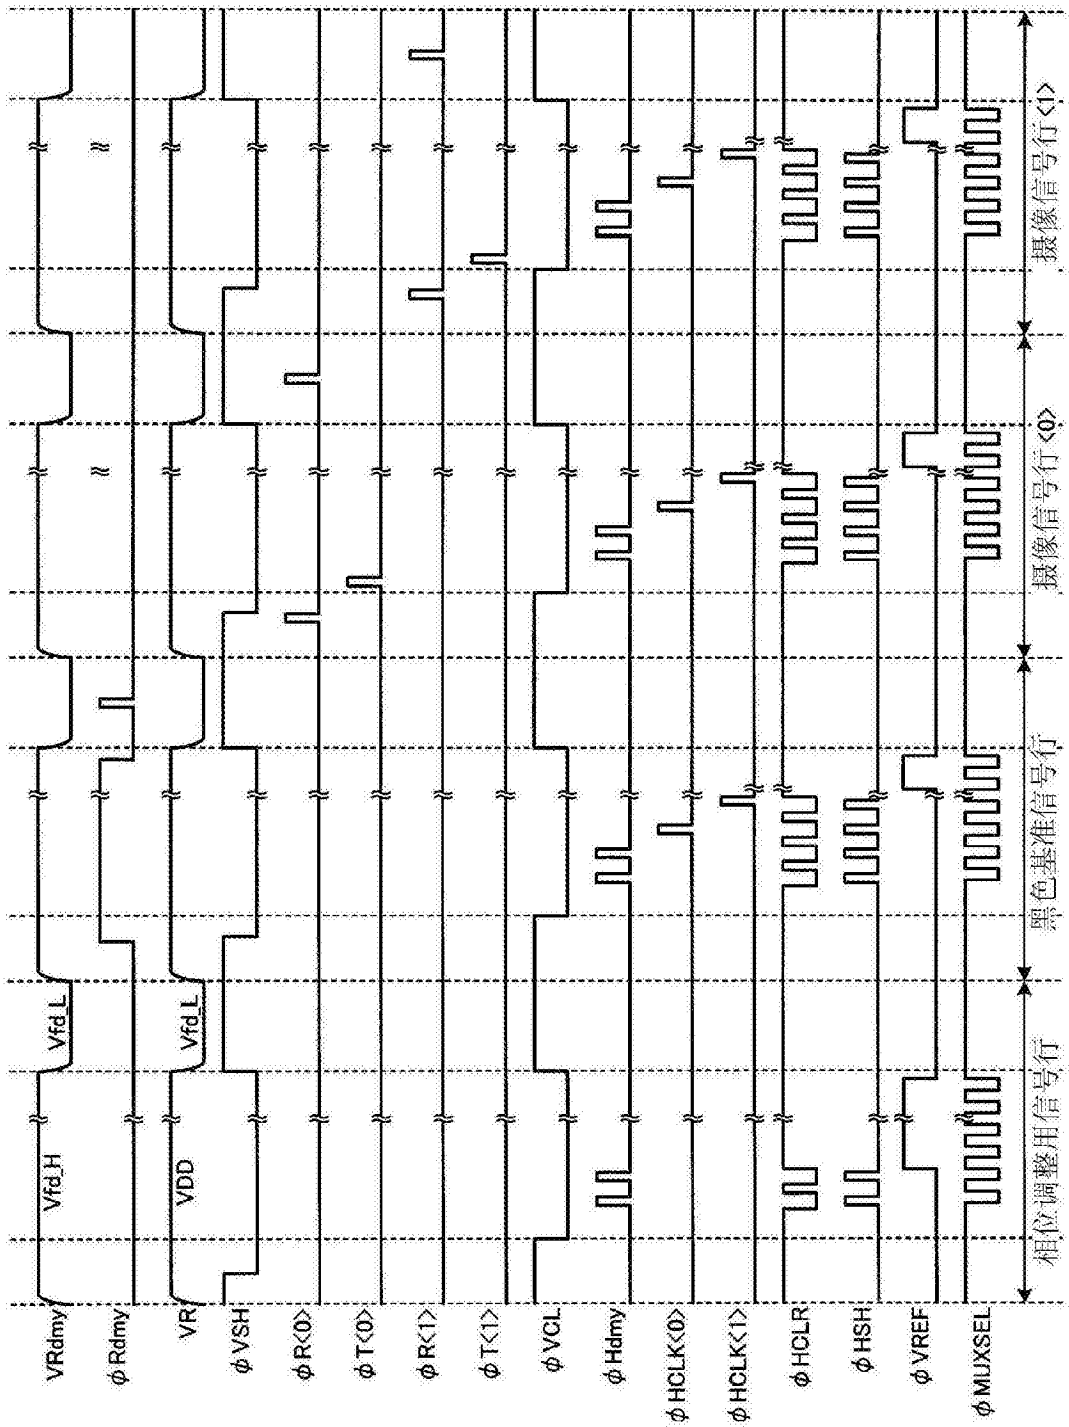 VRdmy
Vfd_H
Vfd_L
φRdmy
VR
VDD
Vfd_L
φVSH
φR<0>
φT<0>
φR<1>
φT<1>
φVCL
φHdmy
φHCLK<0>
φHCLK<1>
φHCLR
φHSH
φVREF
φMUXSEL
相位调整用信号行
黑色基准信号行
摄像信号行<0>
摄像信号行<1>